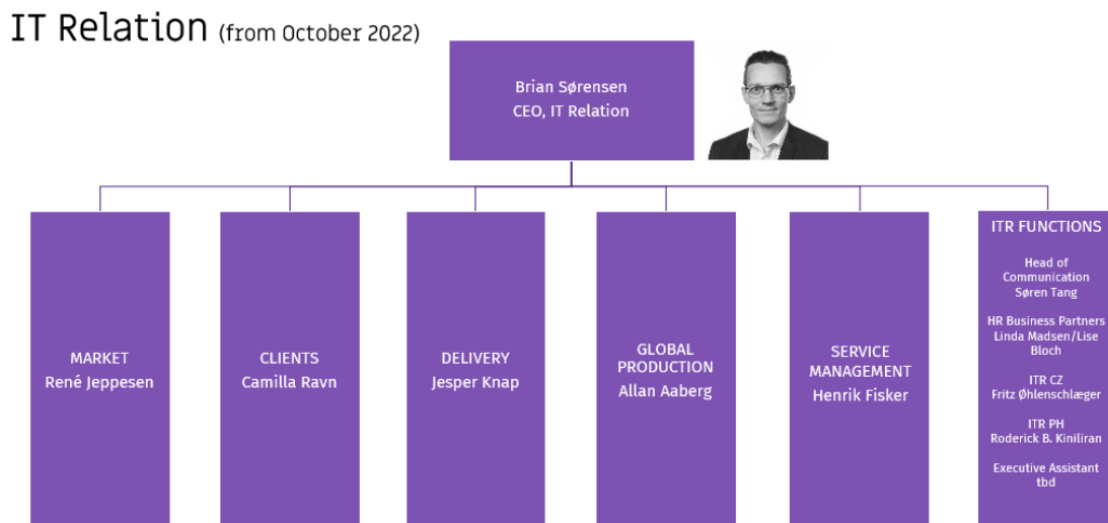 IT Relation (from October 2022)
Brian Sørensen
CEO, IT Relation
MARKET
René Jeppesen
CLIENTS
Camilla Ravn
DELIVERY
Jesper Knap
GLOBAL
PRODUCTION
Allan Aaberg
SERVICE
MANAGEMENT
Henrik Fisker
ITR FUNCTIONS
Head of
Communication
Søren Tang
HR Business Partners
Linda Madsen/Lise
Bloch
ITR CZ
Fritz Øhlenschlæger
ITR PH
Roderick B. Kiniliran
Executive Assistant
tbd